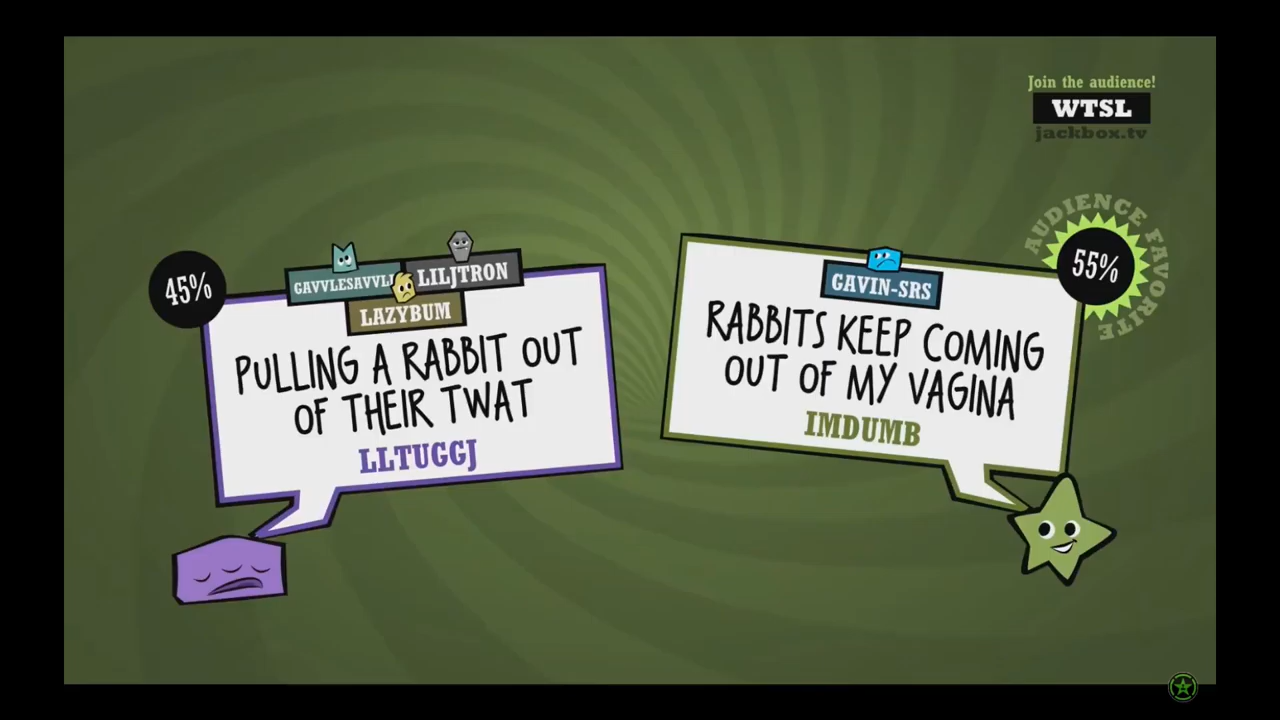 Join the audience!
WTSL
jackbox.tv
AUDIENCE FAVORITE
45%
GAVVLESAVVLJ
LILJTRON
LAZYBUM
PULLING A RABBIT OUT
OF THEIR TWAT
LLTUGGJ
55%
GAVIN-SRS
RABBITS KEEP COMING
OUT OF MY VAGINA
IMDUMB